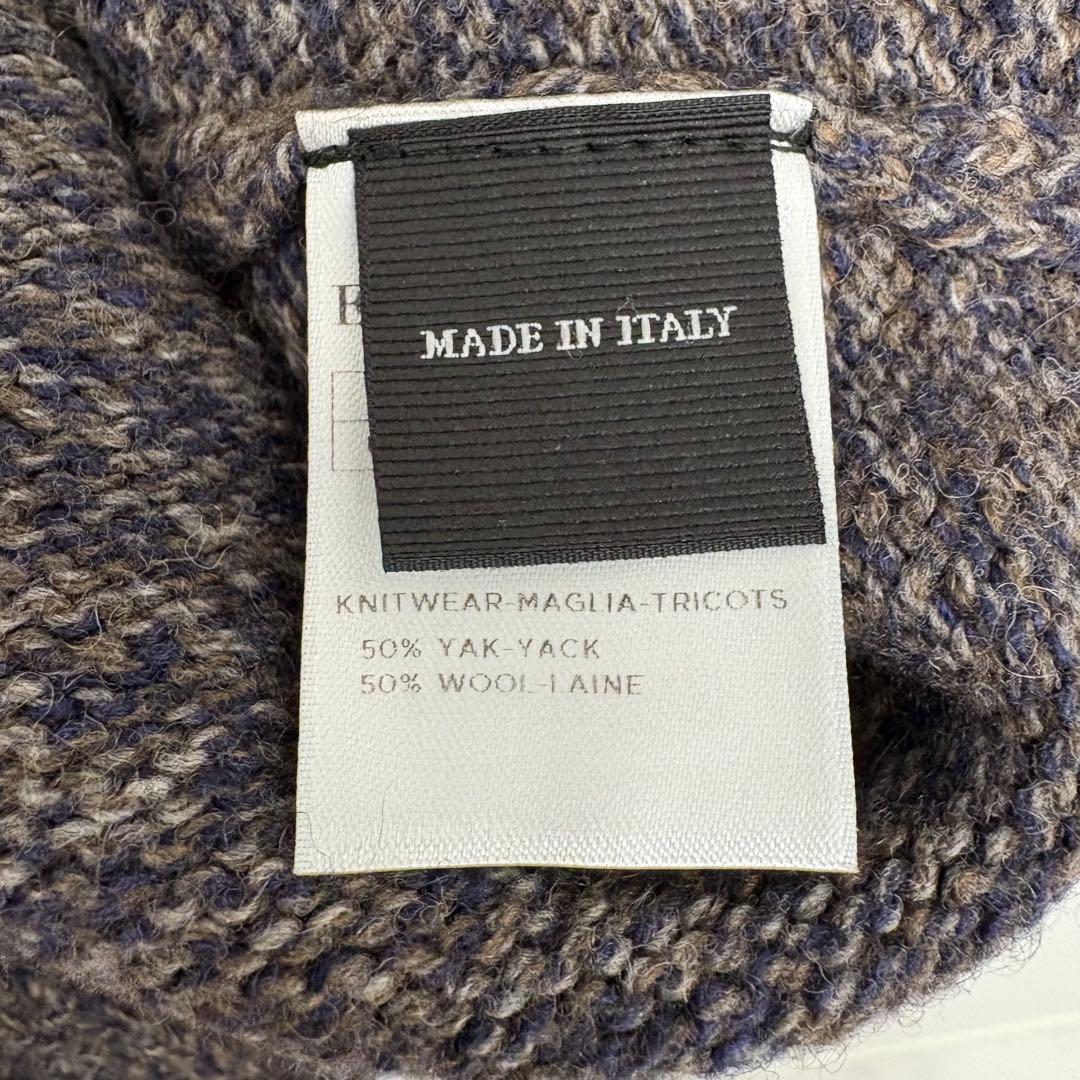 MADE IN ITALY
KNITWEAR-MAGLIA-TRICOTS
50% YAK-YACK
50% WOOL-LAINE